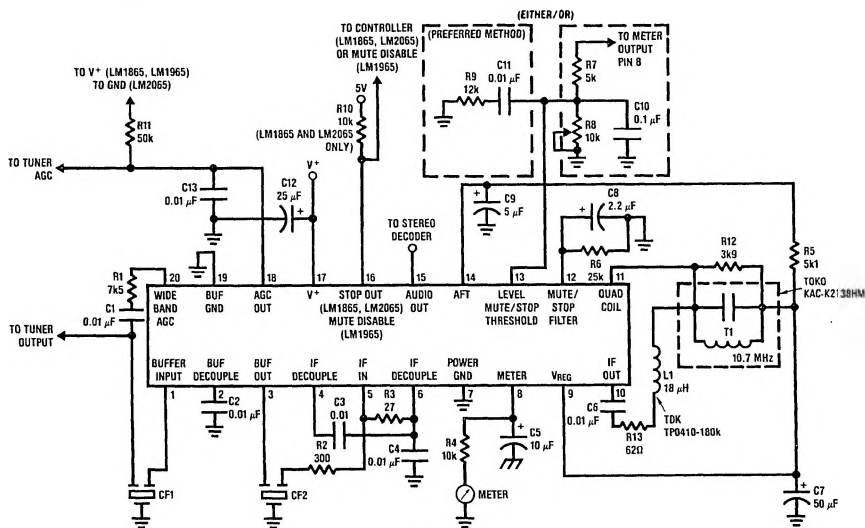 (EITHER/OR)
TO CONTROLLER
(LM1865, LM2065)
OR MUTE DISABLE
(LM1965)
(PREFERRED METHOD)
C11
0.01 μF
R9
12k
TO METER
OUTPUT
PIN 8
R7
5k
R8
10k
C10
0.1 μF
TO V+ (LM1865, LM1965)
TO GND (LM2065)
R11
50k
5V
R10
10k
(LM1865 AND LM2065
ONLY)
TO TUNER
AGC
C13
0.01 μF
C12
25 μF
+
V+
TO STEREO
DECODER
+
C9
5 μF
C8
+
2.2 μF
R6
25k
R12
3k9
R5
5k1
TOKO
KAC-K2138HM
T1
10.7 MHz
R1
7k5
C1
0.01 μF
TO TUNER
OUTPUT
20
19
18
17
16
15
14
13
12
11
WIDE
BAND
AGC
BUF
GND
AGC
OUT
V+
STOP OUT
(LM1865, LM2065)
MUTE DISABLE
(LM1965)
AUDIO
OUT
AFT
LEVEL
MUTE/STOP
THRESHOLD
MUTE/
STOP
FILTER
QUAD
COIL
BUFFER
INPUT
BUF
DECOUPLE
BUF
OUT
IF
DECOUPLE
IF
IN
IF
DECOUPLE
POWER
GND
METER
VREG
IF
OUT
1
2
3
4
5
6
7
8
9
10
C2
0.01 μF
C3
0.01
R3
27
R2
300
C4
0.01 μF
R4
10k
+
C5
10 μF
C6
0.01 μF
R13
62Ω
L1
18 μH
TDK
TP0410-180k
CF1
CF2
METER
+
C7
50 μF